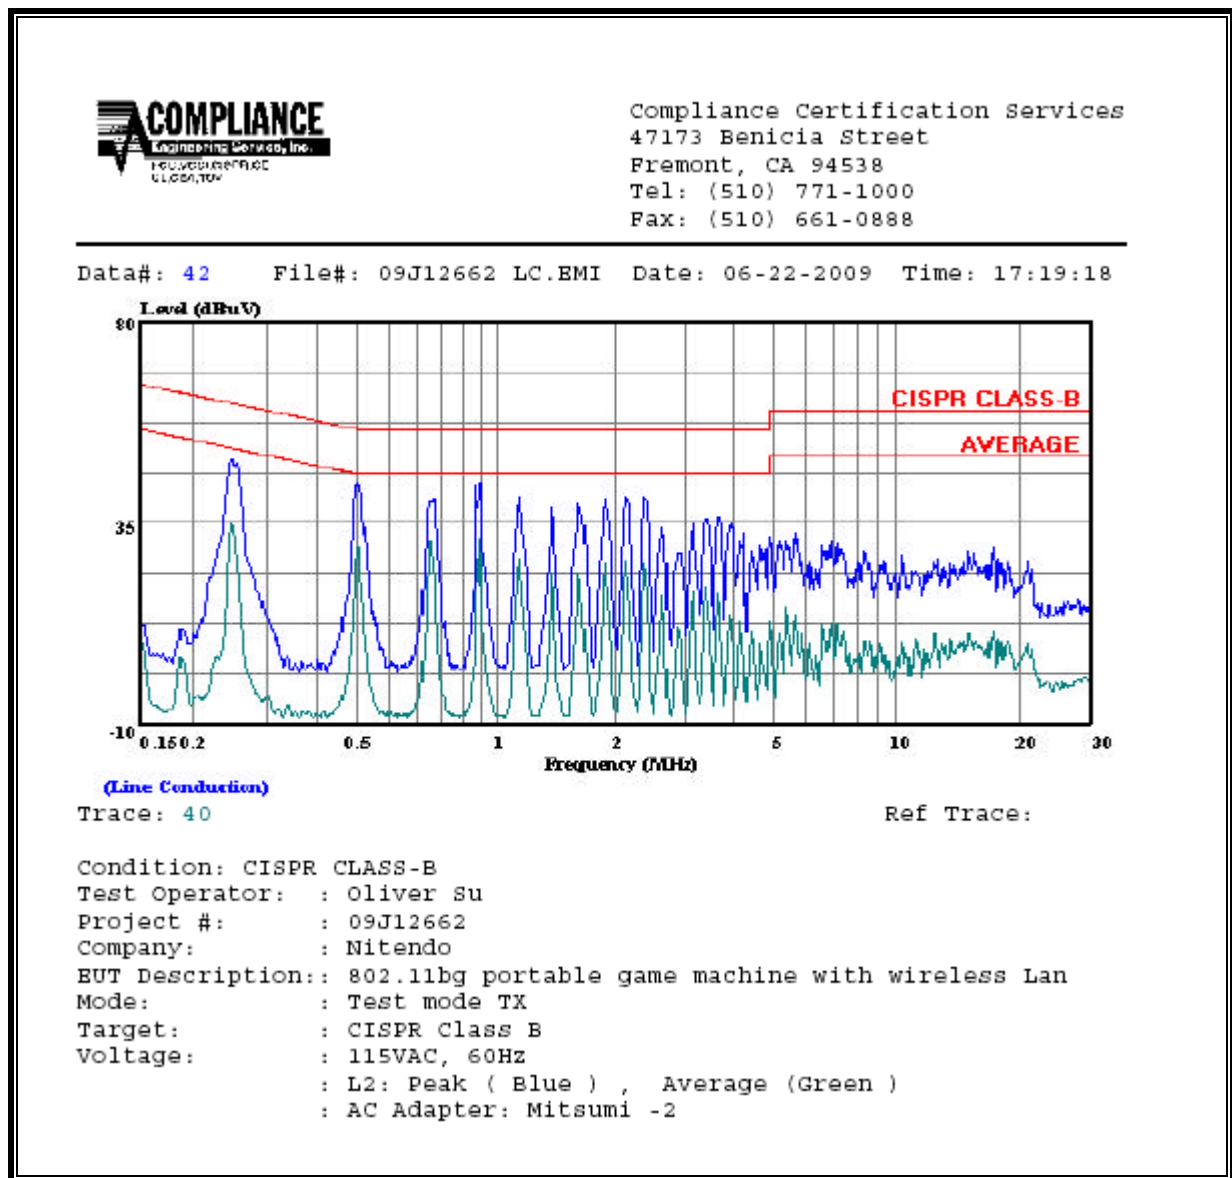 COMPLIANCE
Engineering Service, Inc.
Compliance Certification Services
47173 Benicia Street
Fremont, CA 94538
Tel: (510) 771-1000
Fax: (510) 661-0888
Data#: 42 File#: 09J12662 LC.EMI Date: 06-22-2009 Time: 17:19:18
Level (dBuV)
80
CISPR CLASS-B
AVERAGE
35
-10
0.15 0.2 0.5 1 2 5 10 20 30
Frequency (MHz)
(Line Conduction)
Trace: 40 Ref Trace:
Condition: CISPR CLASS-B
Test Operator: : Oliver Su
Project #: : 09J12662
Company: : Nitendo
EUT Description:: 802.11bg portable game machine with wireless Lan
Mode: : Test mode TX
Target: : CISPR Class B
Voltage: : 115VAC, 60Hz
: L2: Peak ( Blue ) , Average (Green )
: AC Adapter: Mitsumi -2